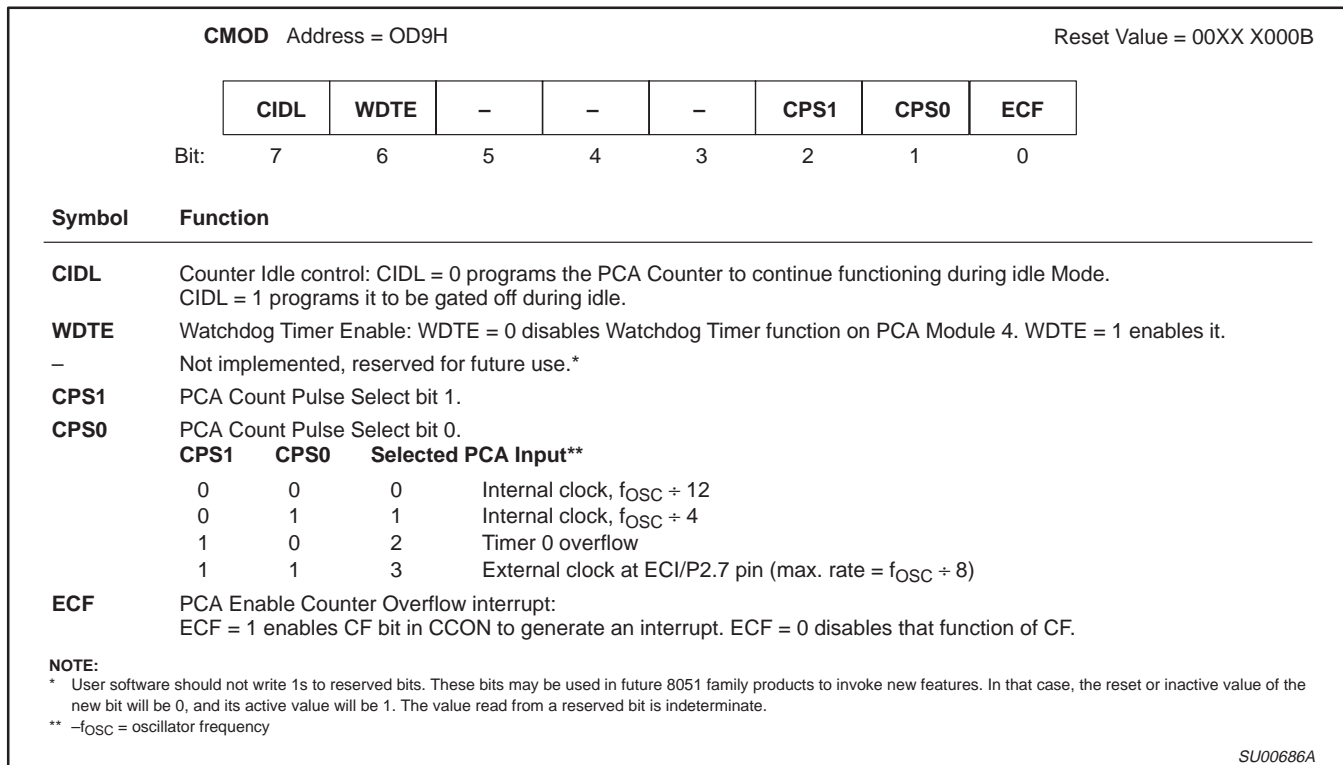 CMOD Address = OD9H Reset Value = 00XX X000B
CIDL WDTE – – – CPS1 CPS0 ECF
Bit: 7 6 5 4 3 2 1 0
Symbol Function
CIDL Counter Idle control: CIDL = 0 programs the PCA Counter to continue functioning during idle Mode.
CIDL = 1 programs it to be gated off during idle.
WDTE Watchdog Timer Enable: WDTE = 0 disables Watchdog Timer function on PCA Module 4. WDTE = 1 enables it.
– Not implemented, reserved for future use.*
CPS1 PCA Count Pulse Select bit 1.
CPS0 PCA Count Pulse Select bit 0.
CPS1 CPS0 Selected PCA Input**
0 0 0 Internal clock, fOSC ÷ 12
0 1 1 Internal clock, fOSC ÷ 4
1 0 2 Timer 0 overflow
1 1 3 External clock at ECI/P2.7 pin (max. rate = fOSC ÷ 8)
ECF PCA Enable Counter Overflow interrupt:
ECF = 1 enables CF bit in CCON to generate an interrupt. ECF = 0 disables that function of CF.
NOTE:
* User software should not write 1s to reserved bits. These bits may be used in future 8051 family products to invoke new features. In that case, the reset or inactive value of the
new bit will be 0, and its active value will be 1. The value read from a reserved bit is indeterminate.
** –fOSC = oscillator frequency
SU00686A